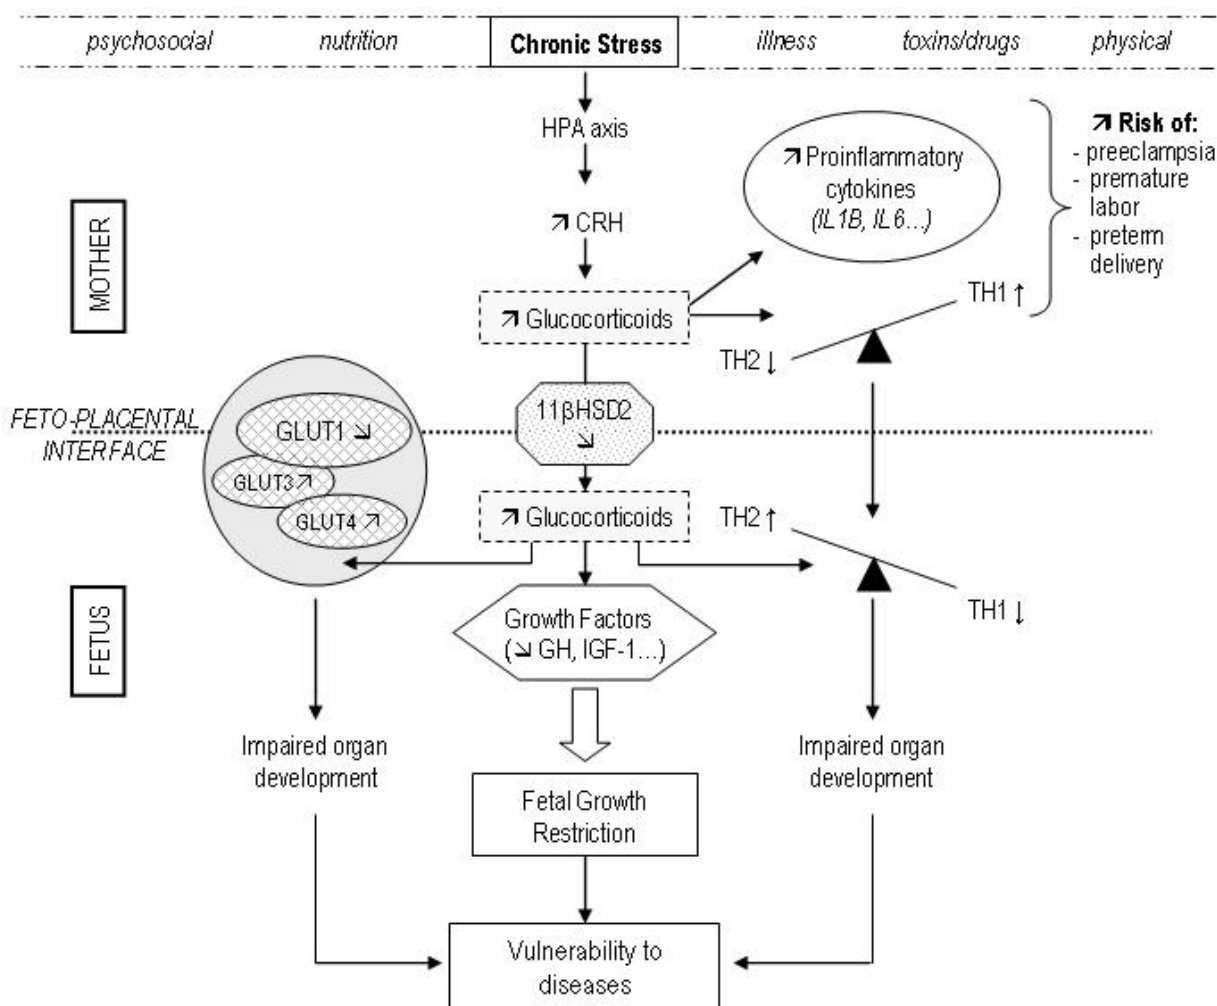 psychosocial nutrition Chronic Stress illness toxins/drugs physical
HPA axis
↗ CRH
↗ Glucocorticoids
↗ Proinflammatory
cytokines
(IL1B, IL6…)
↗ Risk of:
- preeclampsia
- premature
labor
- preterm
delivery
MOTHER
TH1 ↑
TH2 ↓
FETO-PLACENTAL
INTERFACE
GLUT1 ↘
GLUT3 ↗
GLUT4 ↗
11βHSD2
↘
↗ Glucocorticoids
TH2 ↑
TH1 ↓
FETUS
Growth Factors
(↘ GH, IGF-1…)
Impaired organ
development
Fetal Growth
Restriction
Impaired organ
development
Vulnerability to
diseases